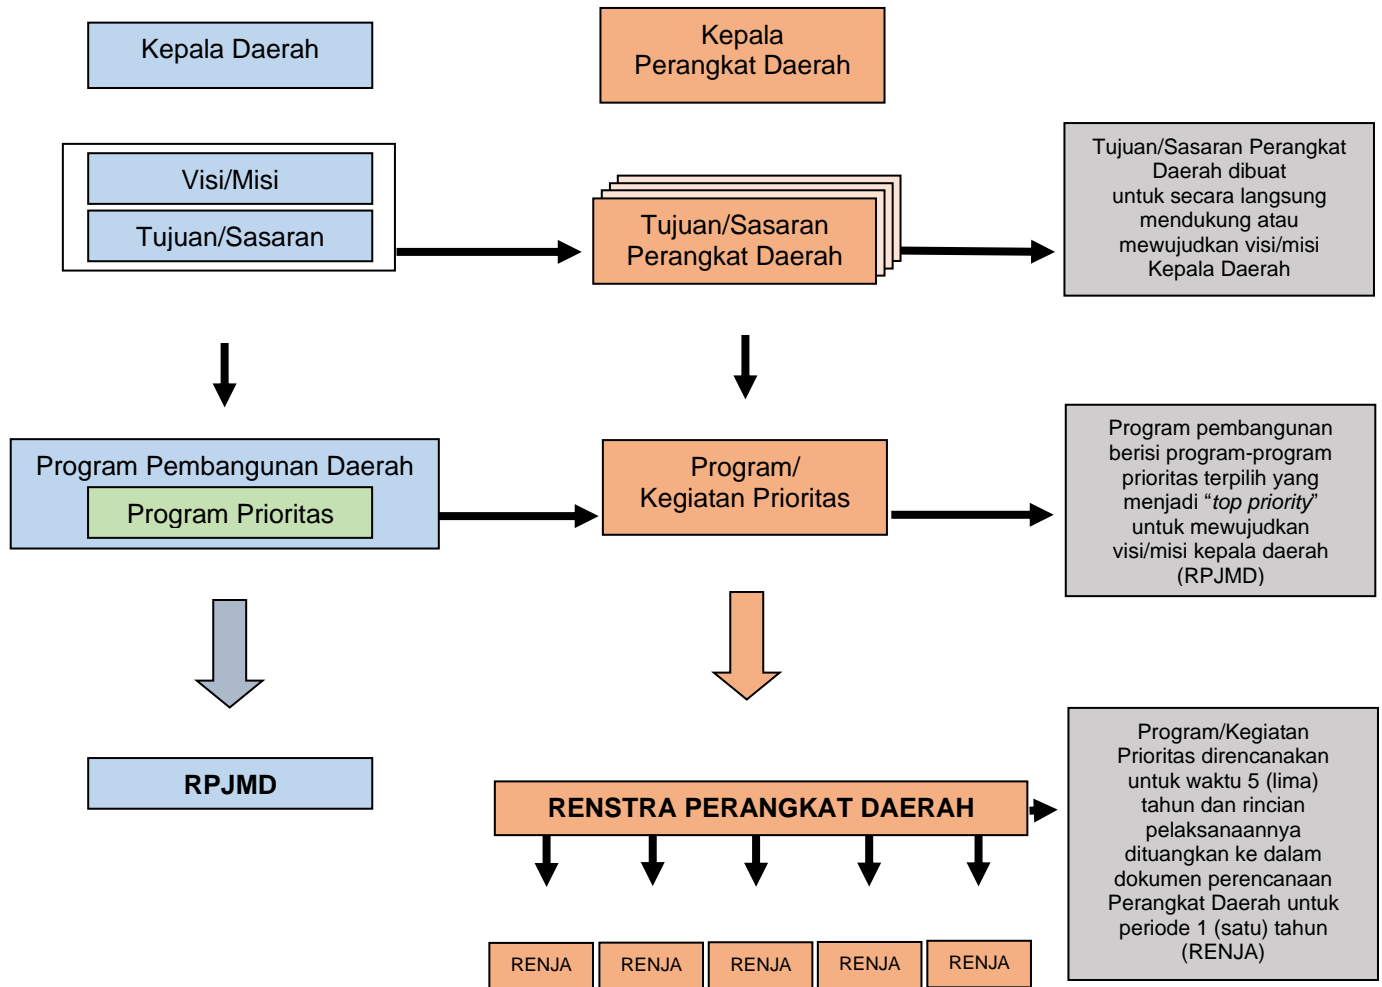 Kepala Daerah
Kepala
Perangkat Daerah
Visi/Misi
Tujuan/Sasaran
Tujuan/Sasaran
Perangkat Daerah
Tujuan/Sasaran Perangkat
Daerah dibuat
untuk secara langsung
mendukung atau
mewujudkan visi/misi
Kepala Daerah
Program Pembangunan Daerah
Program Prioritas
Program/
Kegiatan Prioritas
Program pembangunan
berisi program-program
prioritas terpilih yang
menjadi “top priority”
untuk mewujudkan
visi/misi kepala daerah
(RPJMD)
RPJMD
RENSTRA PERANGKAT DAERAH
Program/Kegiatan
Prioritas direncanakan
untuk waktu 5 (lima)
tahun dan rincian
pelaksanaannya
dituangkan ke dalam
dokumen perencanaan
Perangkat Daerah untuk
periode 1 (satu) tahun
(RENJA)
RENJA
RENJA
RENJA
RENJA
RENJA